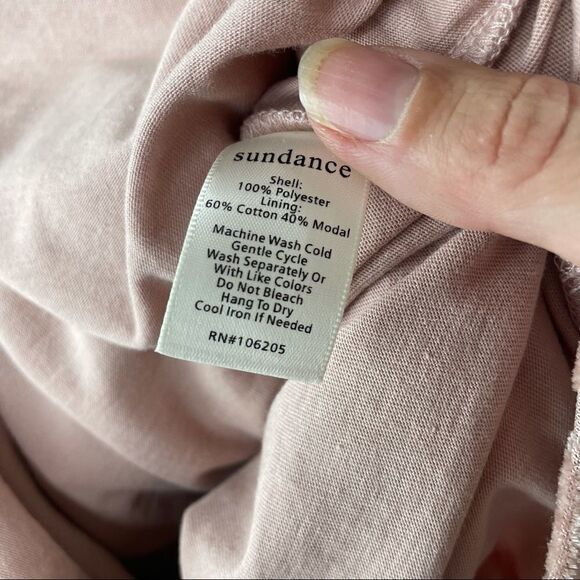 sundance
Shell:
100% Polyester
Lining:
60% Cotton 40% Modal
Machine Wash Cold
Gentle Cycle
Wash Separately Or
With Like Colors
Do Not Bleach
Hang To Dry
Cool Iron If Needed
RN#106205